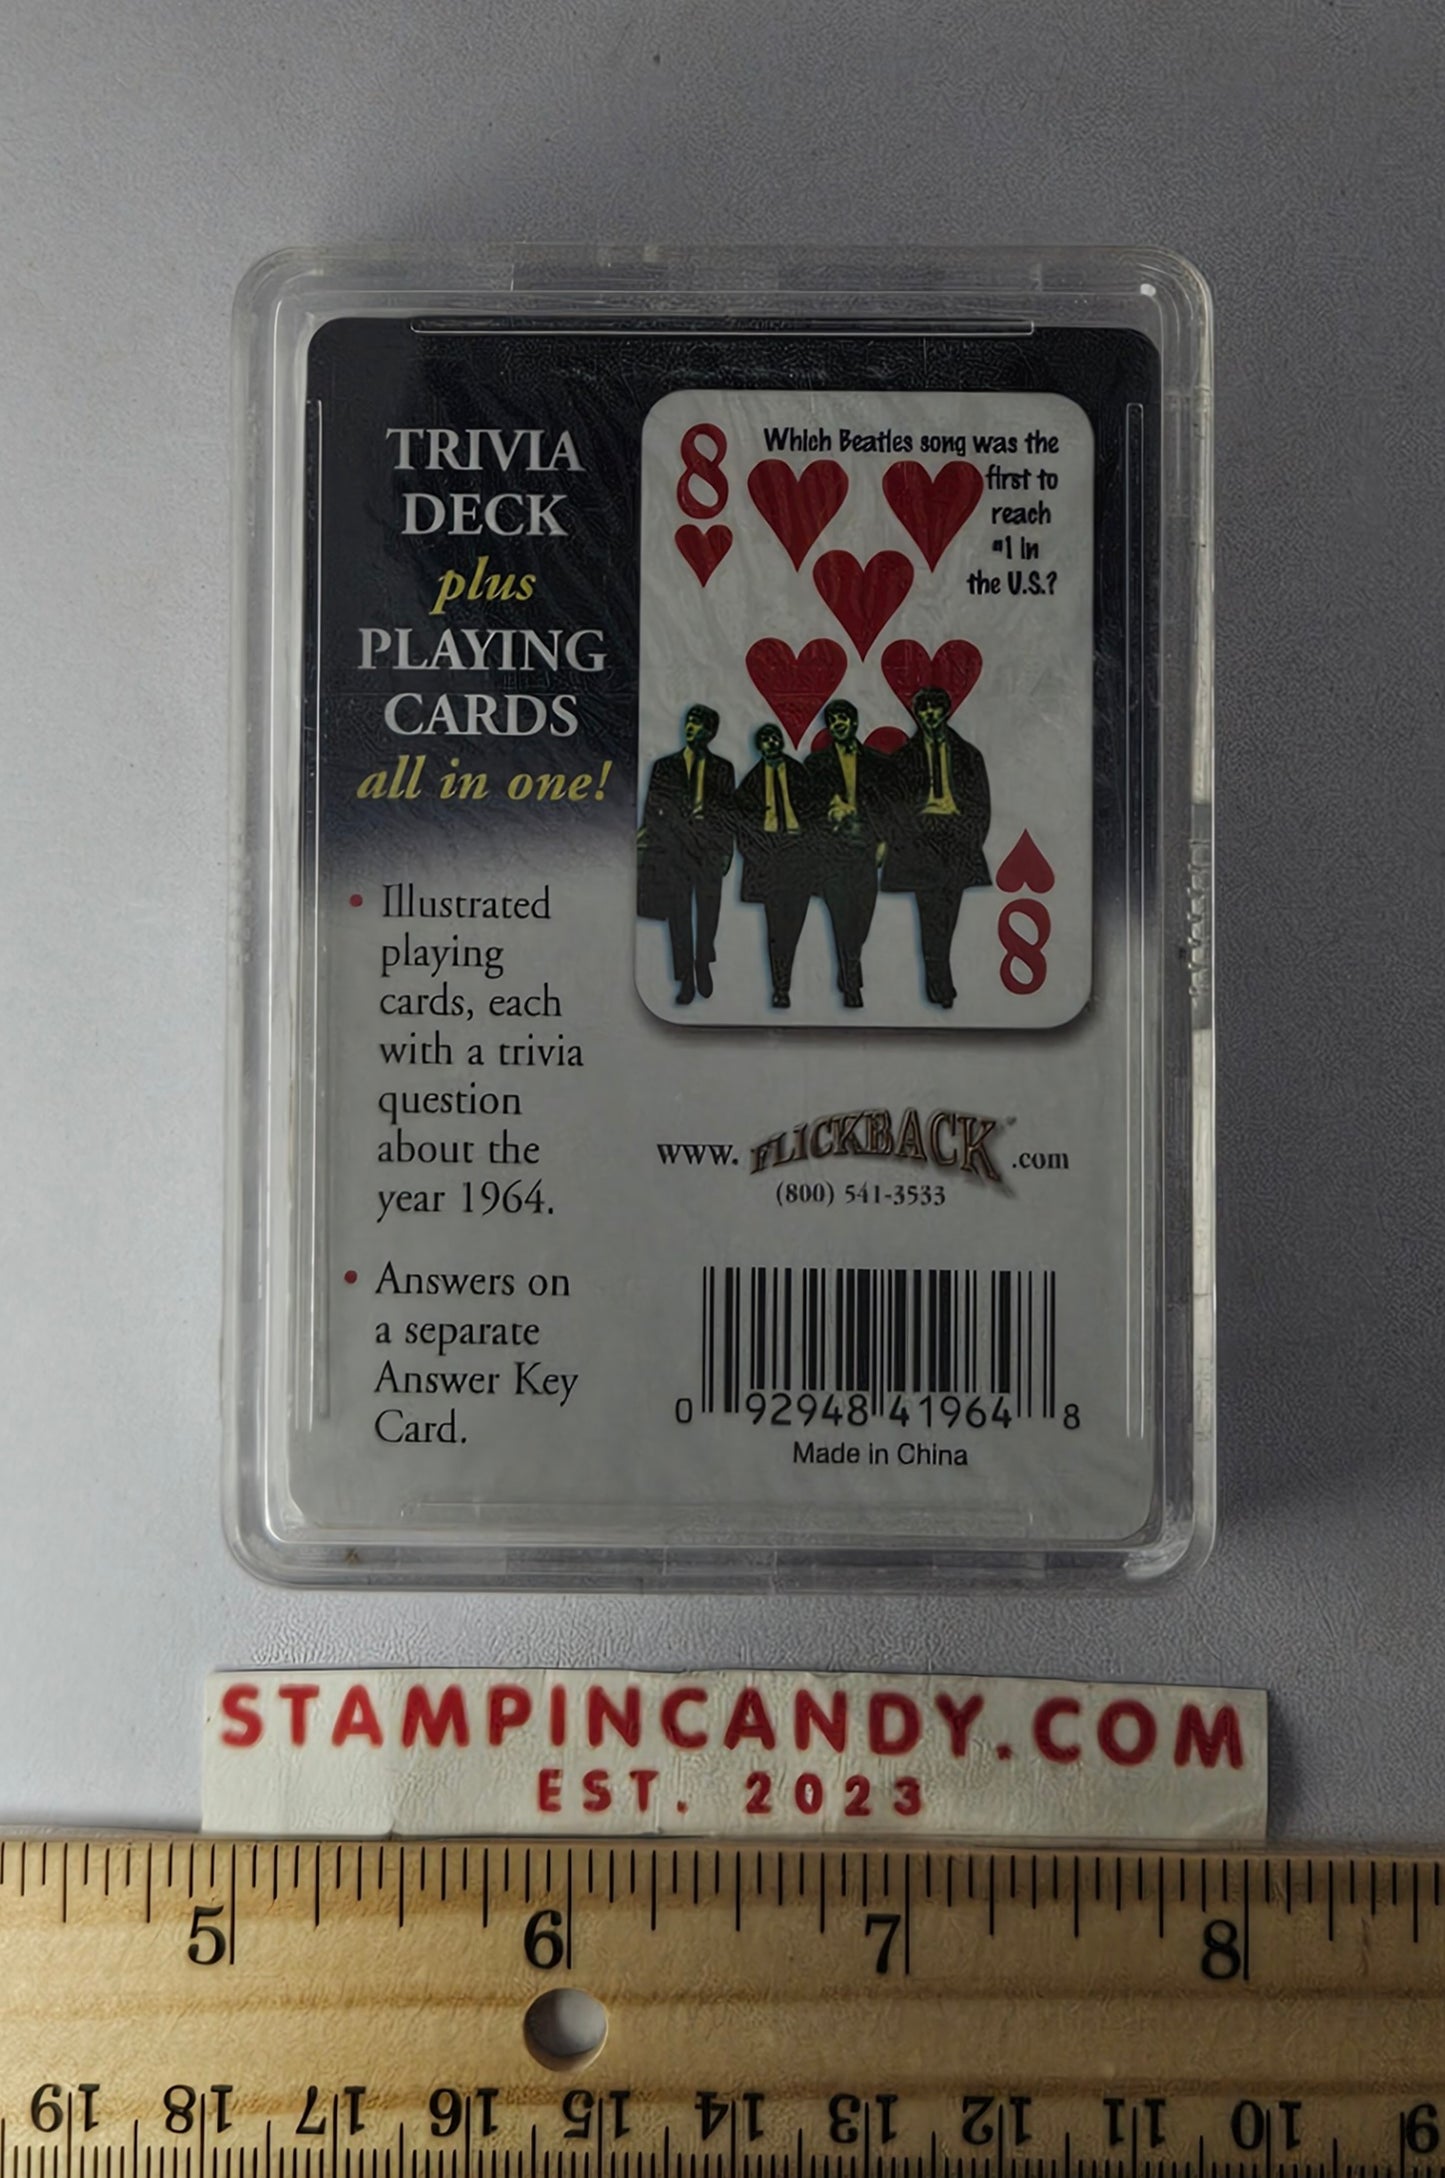 TRIVIA
DECK
plus
PLAYING
CARDS
all in one!
• Illustrated
playing
cards, each
with a trivia
question
about the
year 1964.
• Answers on
a separate
Answer Key
Card.
8
Which Beatles song was the
first to
reach
#1 in
the U.S.?
8
www.FLICKBACK™.com
(800) 541-3533
0 92948 41964 8
Made in China
STAMPINCANDY.COM
EST. 2023
5 6 7 8
19 18 17 16 15 14 13 12 11 10 9